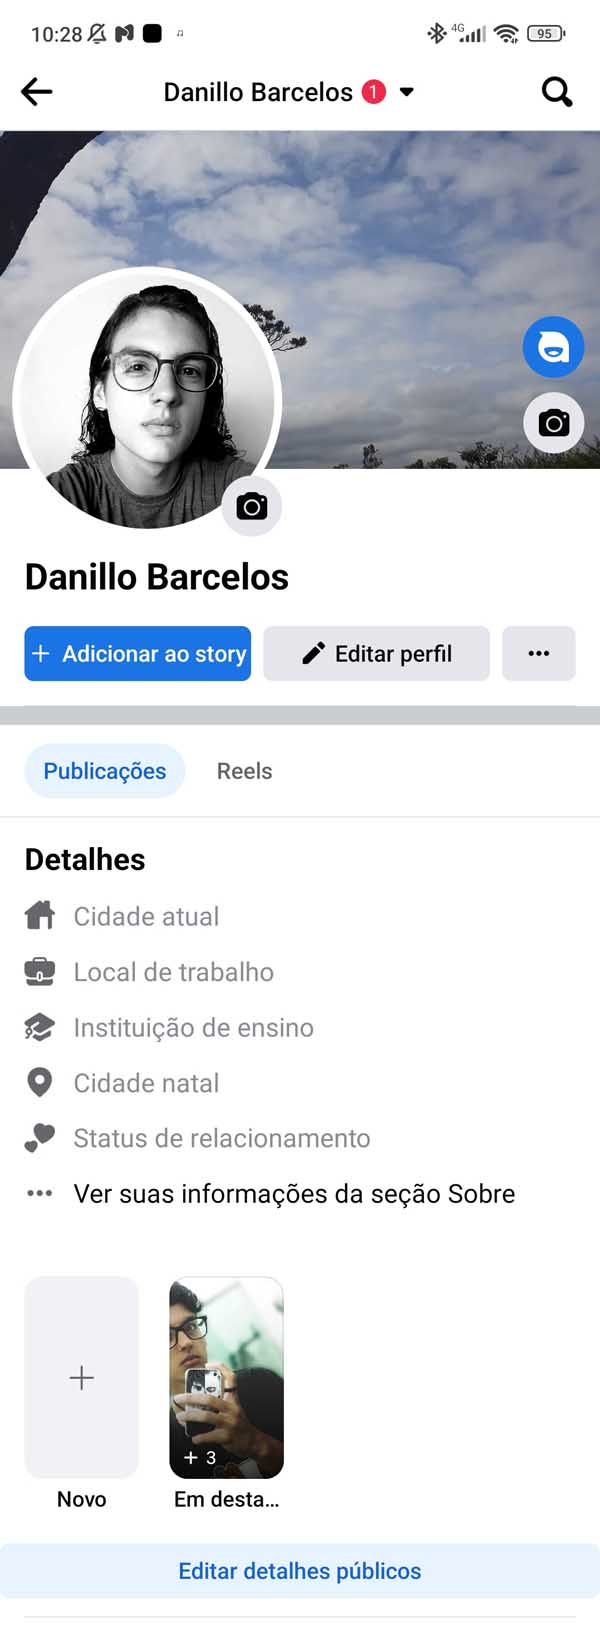 10:28
4G
95
Danillo Barcelos 1
Danillo Barcelos
+ Adicionar ao story
Editar perfil
Publicações
Reels
Detalhes
Cidade atual
Local de trabalho
Instituição de ensino
Cidade natal
Status de relacionamento
Ver suas informações da seção Sobre
+ 3
Novo
Em desta...
Editar detalhes públicos